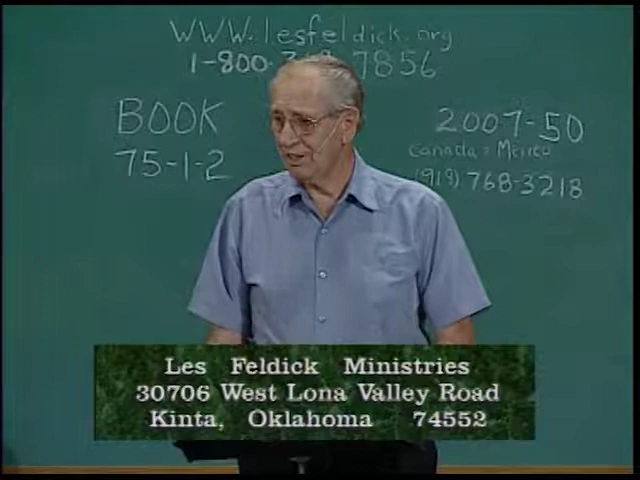 WWW.lesfeldick.org
1-800- 7856
BOOK
75-1-2
2007-50
Canada = Mexico
(919) 768-3218
Les Feldick Ministries
30706 West Lona Valley Road
Kinta, Oklahoma 74552